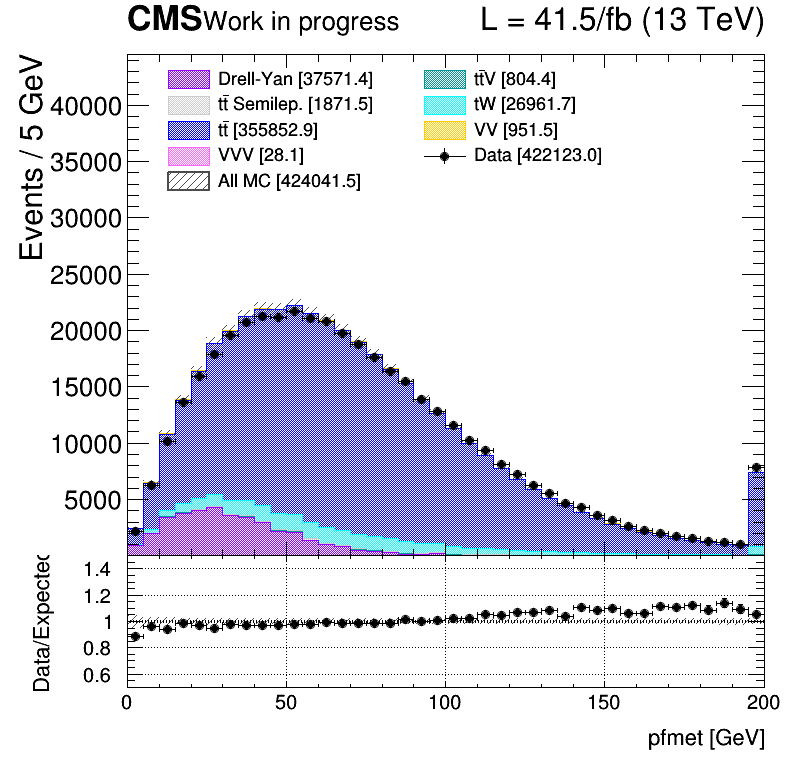 CMS Work in progress L = 41.5/fb (13 TeV)
Events / 5 GeV
Drell-Yan [37571.4]
tt̄ Semilep. [1871.5]
tt̄ [355852.9]
VVV [28.1]
All MC [424041.5]
tt̄V [804.4]
tW [26961.7]
VV [951.5]
Data [422123.0]
40000
35000
30000
25000
20000
15000
10000
5000
Data/Expected
1.4
1.2
1
0.8
0.6
0 50 100 150 200
pfmet [GeV]